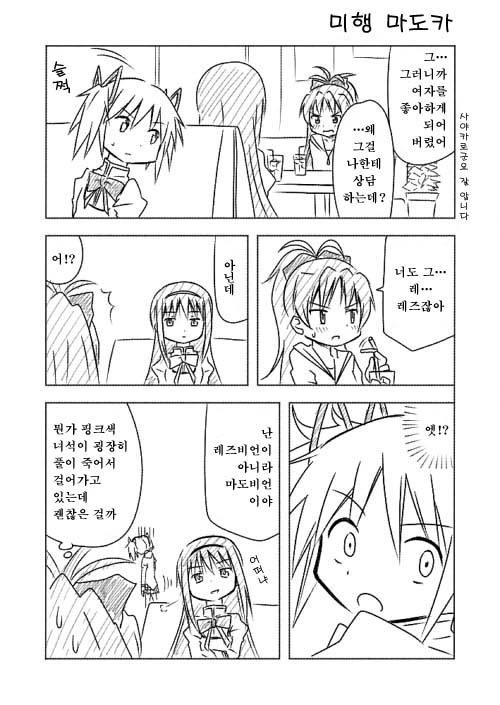 미행 마도카
그…
그러니까
여자를
좋아하게
되어
버렸어
…왜
그걸
나한테
상담
하는데?
슬쩍
사야카로군요 잘 압니다
너도 그…
레…
레즈잖아
아닌데
어!?
엣!?
난
레즈비언이
아니라
마도비언
이야
어쩌나
뭔가 핑크색
녀석이 굉장히
풀이 죽어서
걸어가고
있는데
괜찮은 걸까